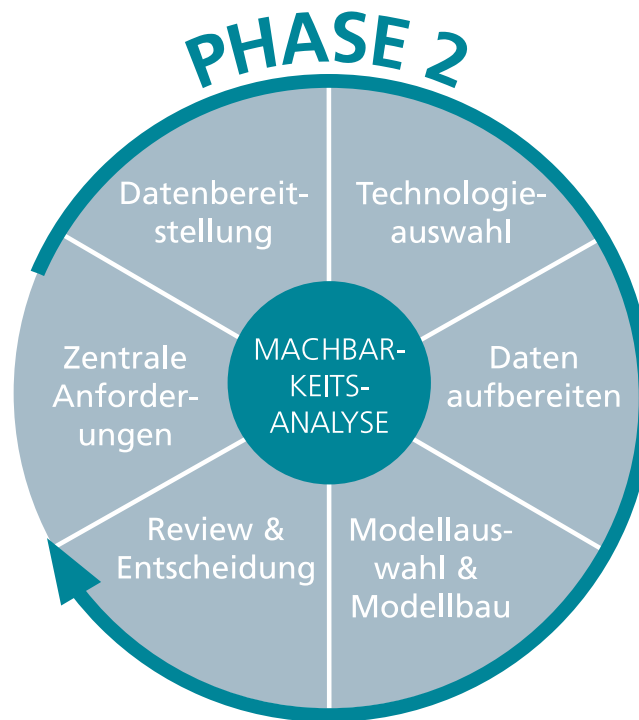 PHASE 2
Datenbereit-
stellung
Technologie-
auswahl
Zentrale
Anforder-
ungen
MACHBAR-
KEITS-
ANALYSE
Daten
aufbereiten
Review &
Entscheidung
Modellaus-
wahl &
Modellbau